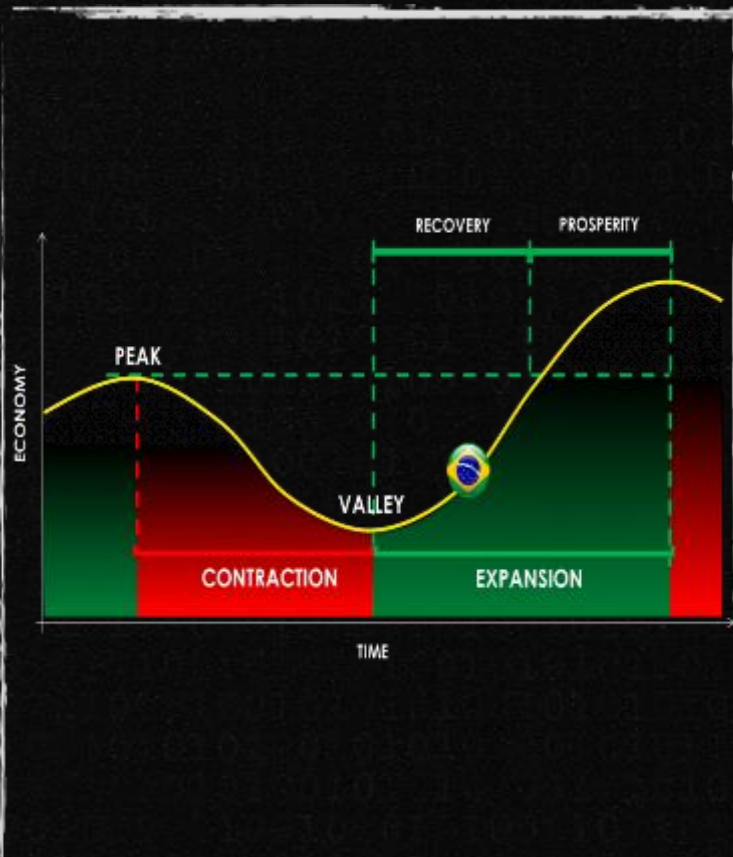 RECOVERY
PROSPERITY
PEAK
ECONOMY
VALLEY
CONTRACTION
EXPANSION
TIME